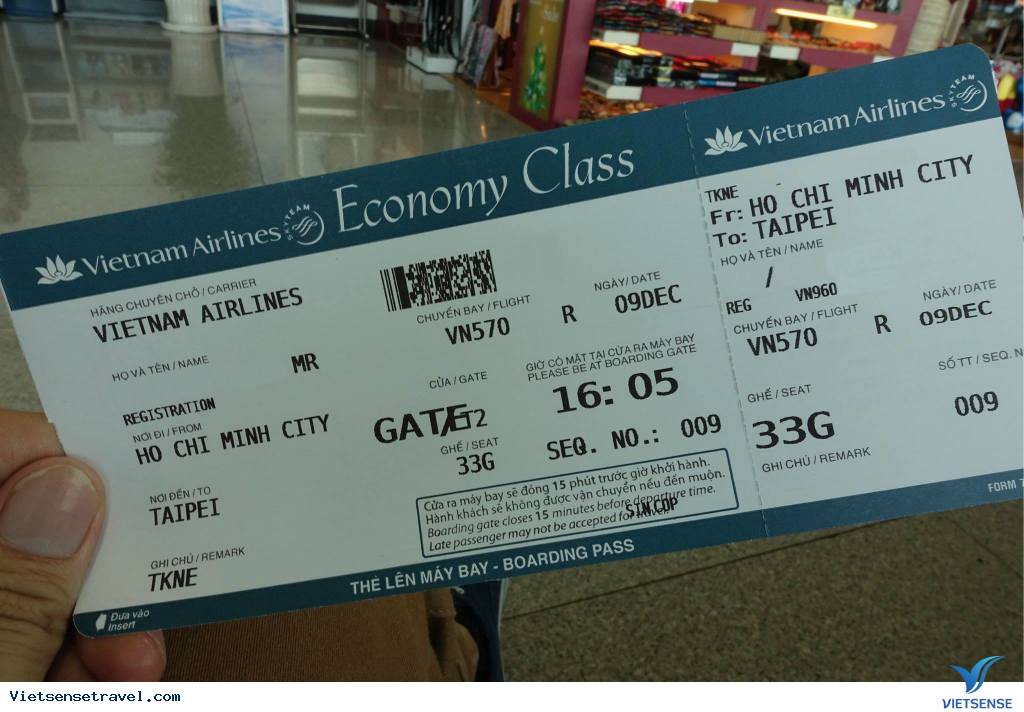 Vietnam Airlines SKYTEAM Economy Class
HÃNG CHUYÊN CHỞ / CARRIER
VIETNAM AIRLINES
CHUYẾN BAY / FLIGHT
VN570
R
NGÀY / DATE
09DEC
HỌ VÀ TÊN / NAME
MR
REGISTRATION
NƠI ĐI / FROM
HO CHI MINH CITY
CỬA / GATE
GATE
GHẾ / SEAT
33G
GIỜ CÓ MẶT TẠI CỬA RA MÁY BAY
PLEASE BE AT BOARDING GATE
16: 05
SEQ. NO.: 009
NƠI ĐẾN / TO
TAIPEI
Cửa ra máy bay sẽ đóng 15 phút trước giờ khởi hành.
Hành khách sẽ không được vận chuyển nếu đến muộn.
Boarding gate closes 15 minutes before departure time.
Late passenger may not be accepted for travel.
GHI CHÚ / REMARK
TKNE
Đưa vào
Insert
THẺ LÊN MÁY BAY - BOARDING PASS
Vietnam Airlines SKYTEAM
TKNE
Fr: HO CHI MINH CITY
To: TAIPEI
HỌ VÀ TÊN / NAME
/
REG VN960
CHUYẾN BAY / FLIGHT
VN570
R
NGÀY / DATE
09DEC
GHẾ / SEAT
33G
SỐ TT / SEQ. N
009
GHI CHÚ / REMARK
FORM 7
Vietsensetravel.com
VIETSENSE